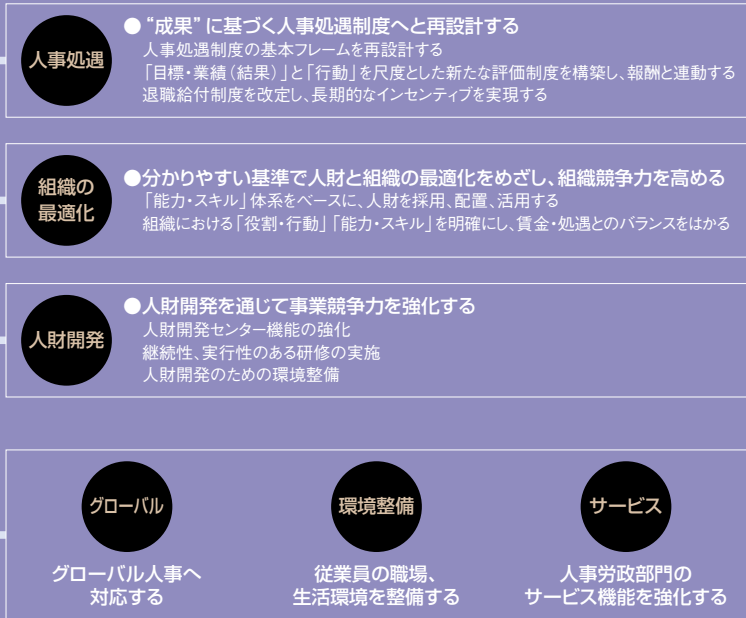 人事処遇
●“成果”に基づく人事処遇制度へと再設計する
人事処遇制度の基本フレームを再設計する
「目標・業績（結果）」と「行動」を尺度とした新たな評価制度を構築し、報酬と連動する
退職給付制度を改定し、長期的なインセンティブを実現する
組織の
最適化
●分かりやすい基準で人財と組織の最適化をめざし、組織競争力を高める
「能力・スキル」体系をベースに、人財を採用、配置、活用する
組織における「役割・行動」「能力・スキル」を明確にし、賃金・処遇とのバランスをはかる
人財開発
●人財開発を通じて事業競争力を強化する
人財開発センター機能の強化
継続性、実行性のある研修の実施
人財開発のための環境整備
グローバル
グローバル人事へ
対応する
環境整備
従業員の職場、
生活環境を整備する
サービス
人事労政部門の
サービス機能を強化する